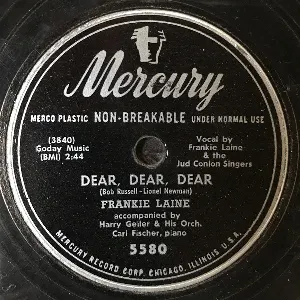 Mercury
MERCO PLASTIC NON-BREAKABLE UNDER NORMAL USE
(3840)
Goday Music
(BMI) 2:44
Vocal by
Frankie Laine
& the
Jud Conlon Singers
DEAR, DEAR, DEAR
(Bob Russell-Lionel Newman)
FRANKIE LAINE
accompanied by
Harry Geller & His Orch.
Carl Fischer, piano
5580
MERCURY RECORD CORP. CHICAGO, ILLINOIS U.S.A.